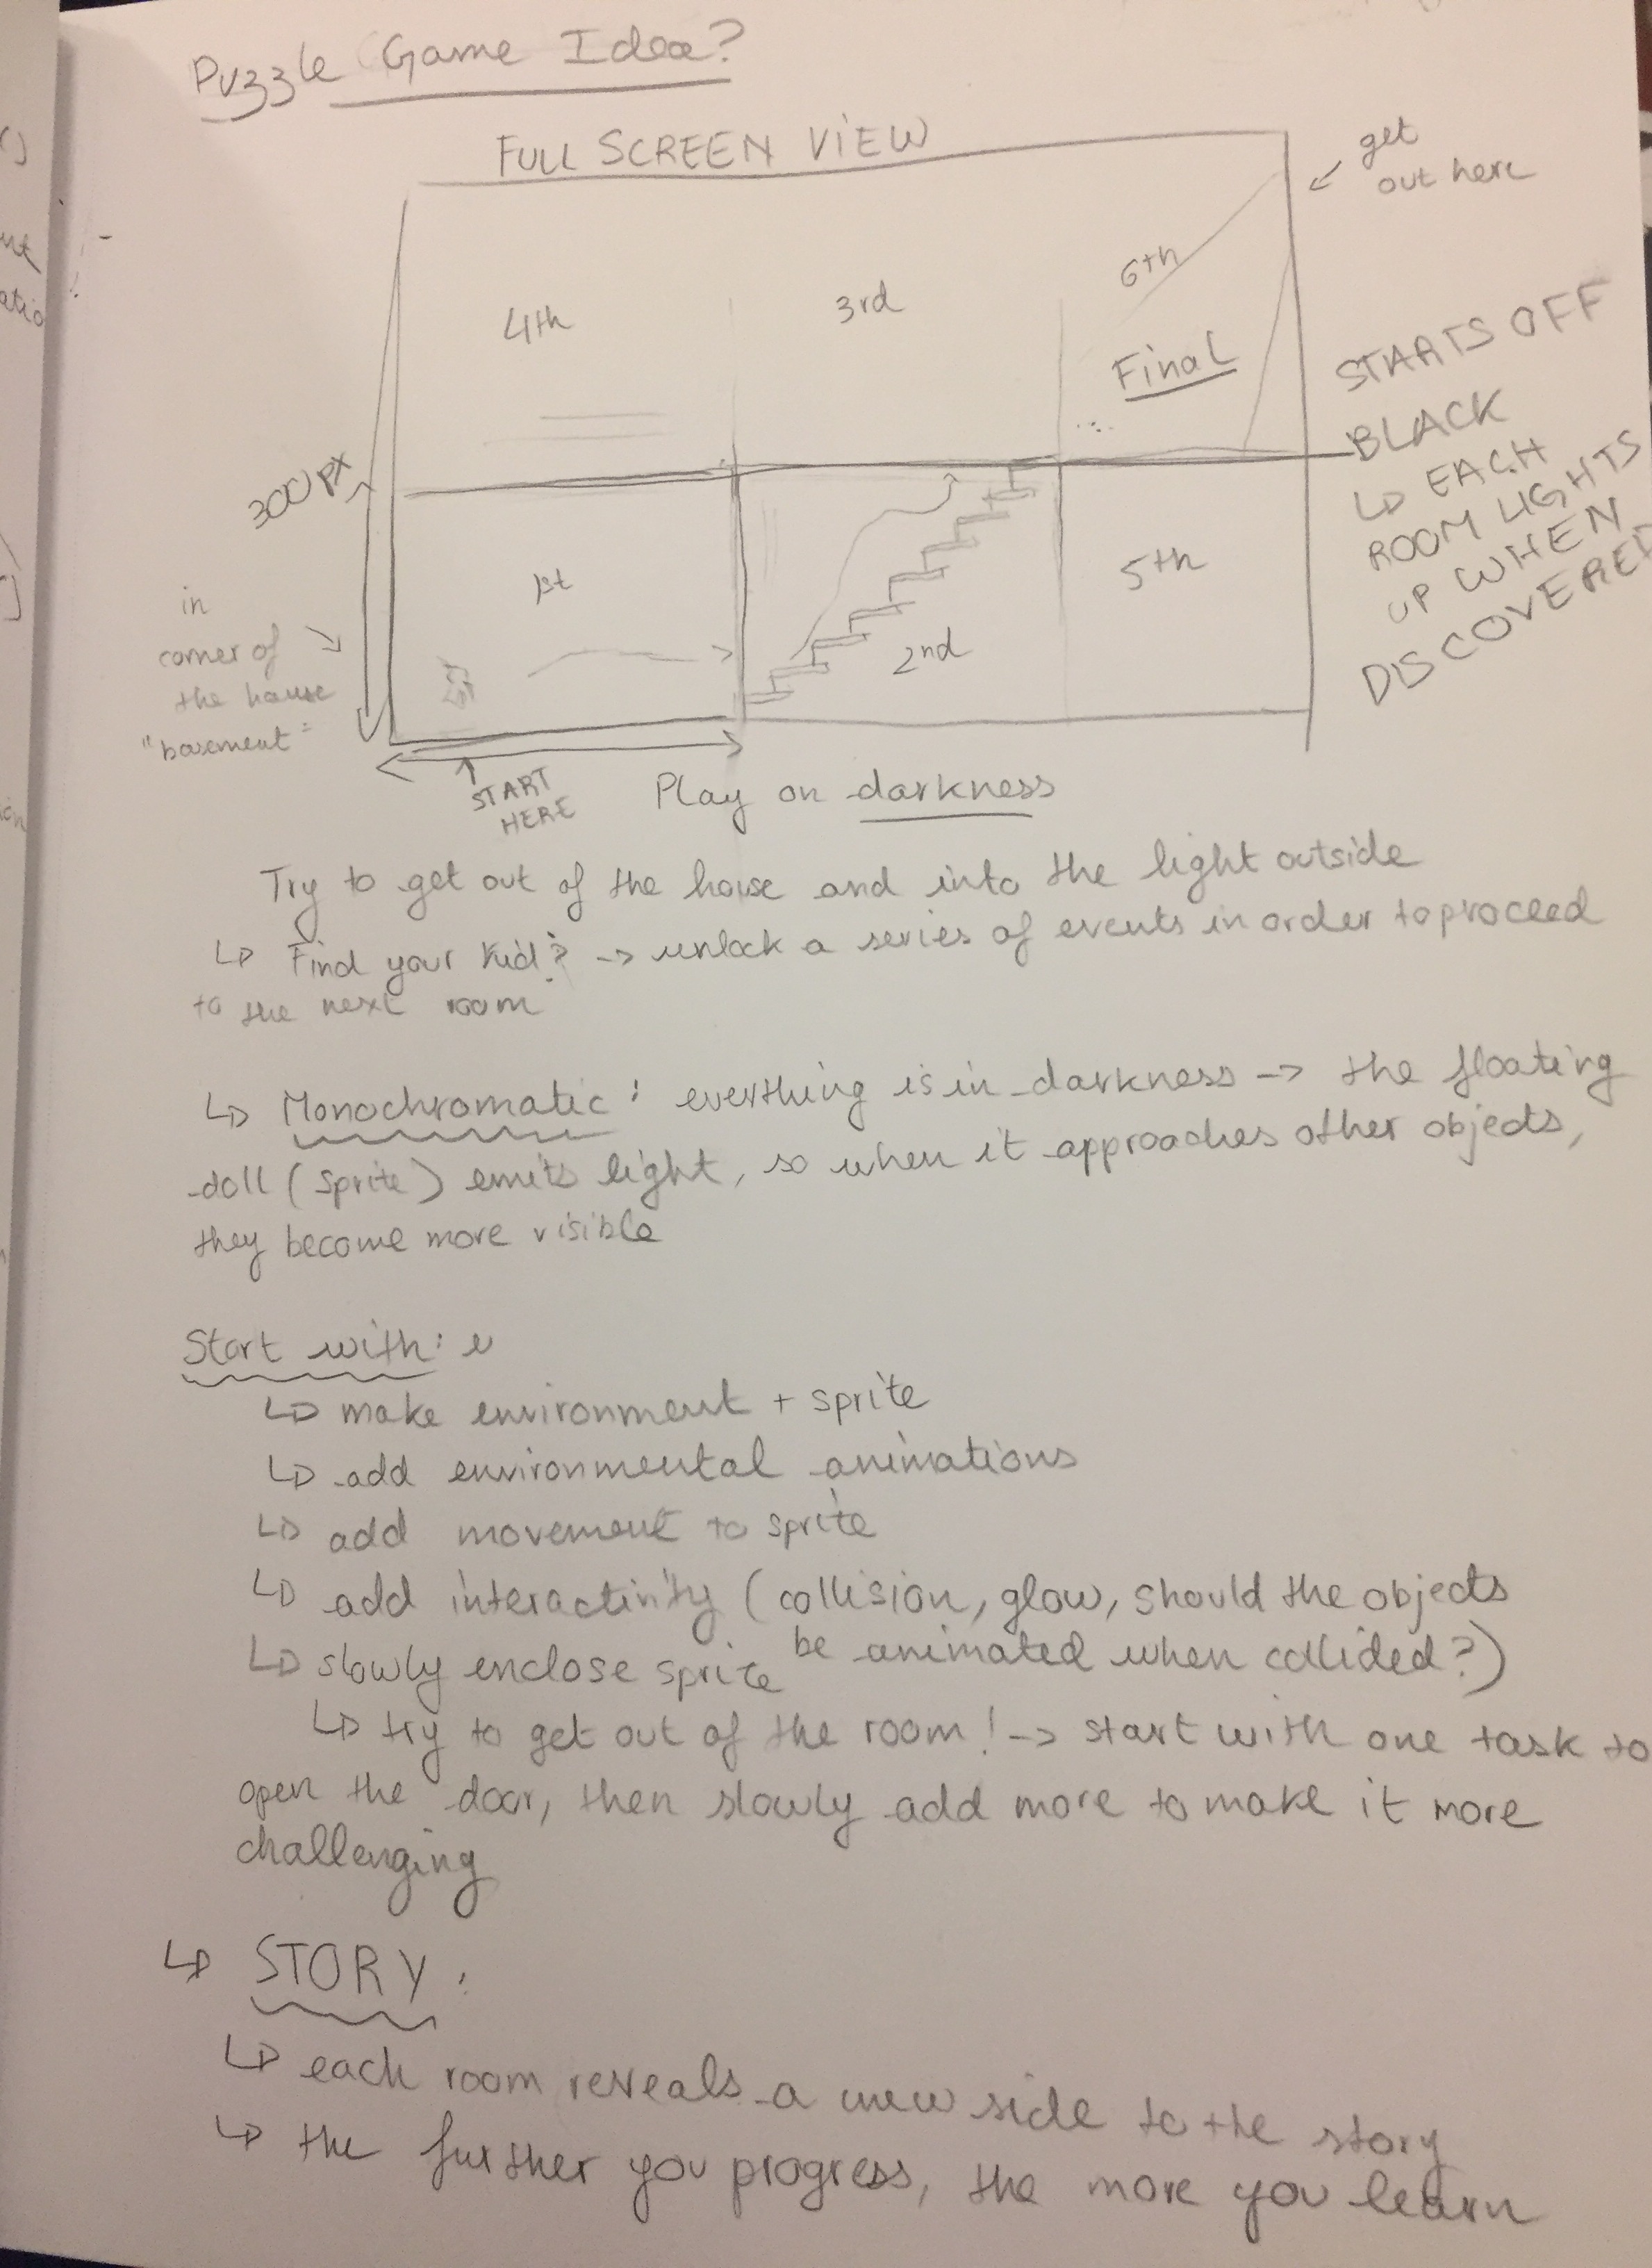 Puzzle Game Idea?
FULL SCREEN VIEW
get
out here
4th
3rd
6th
Final
STARTS OFF
BLACK
↳ EACH
ROOM LIGHTS
UP WHEN
DISCOVERED
300 PX
1st
2nd
5th
in
corner of
the house
"basement"
START
HERE
Play on darkness
Try to get out of the house and into the light outside
↳ Find your kid? -> unlock a series of events in order to proceed
to the next room
↳ Monochromatic: everthing is in darkness -> the floating
doll (sprite) emits light, so when it approaches other objects,
they become more visible
Start with:
↳ make environment + sprite
↳ add environmental animations
↳ add movement to sprite
↳ add interactivity (collision, glow, should the objects
be animated when collided?)
↳ slowly enclose sprite
↳ try to get out of the room! -> start with one task to
open the door, then slowly add more to make it more
challenging
↳ STORY:
↳ each room reveals a new side to the story
↳ the further you progress, the more you learn